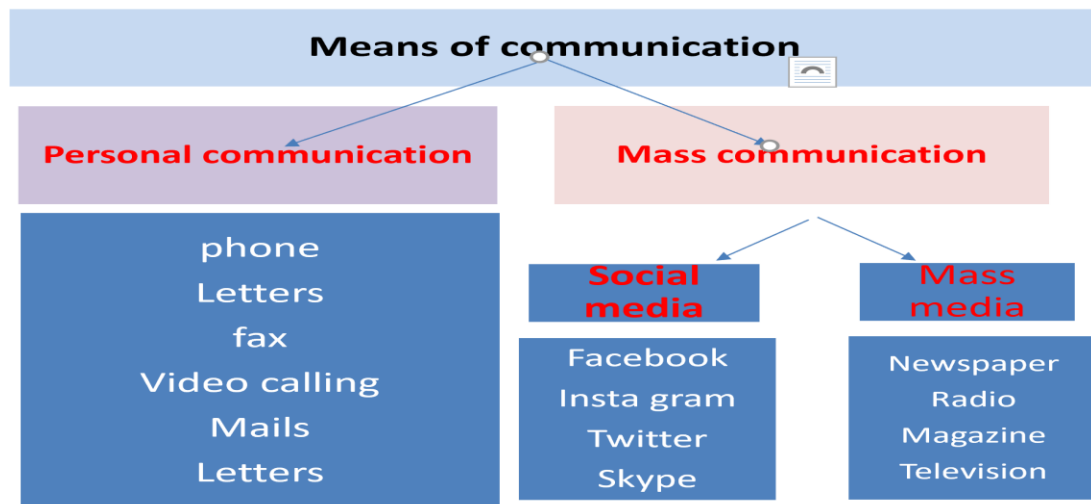 Means of communication
Personal communication
Mass communication
phone
Letters
fax
Video calling
Mails
Letters
Social
media
Mass
media
Facebook
Insta gram
Twitter
Skype
Newspaper
Radio
Magazine
Television